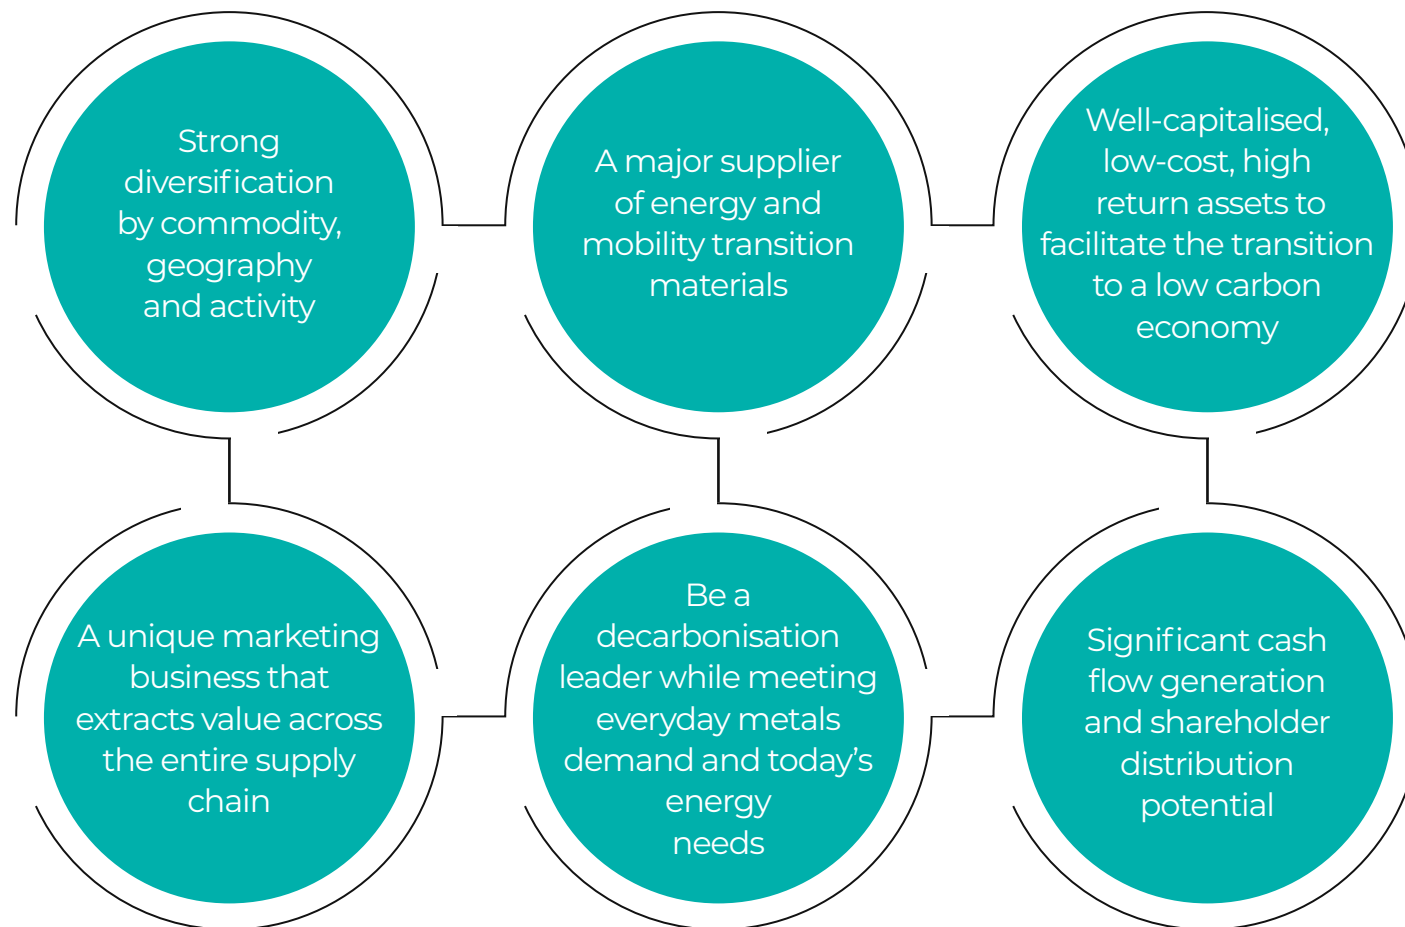 Strong
diversification
by commodity,
geography
and activity
A major supplier
of energy and
mobility transition
materials
Well-capitalised,
low-cost, high
return assets to
facilitate the transition
to a low carbon
economy
A unique marketing
business that
extracts value across
the entire supply
chain
Be a
decarbonisation
leader while meeting
everyday metals
demand and today’s
energy
needs
Significant cash
flow generation
and shareholder
distribution
potential